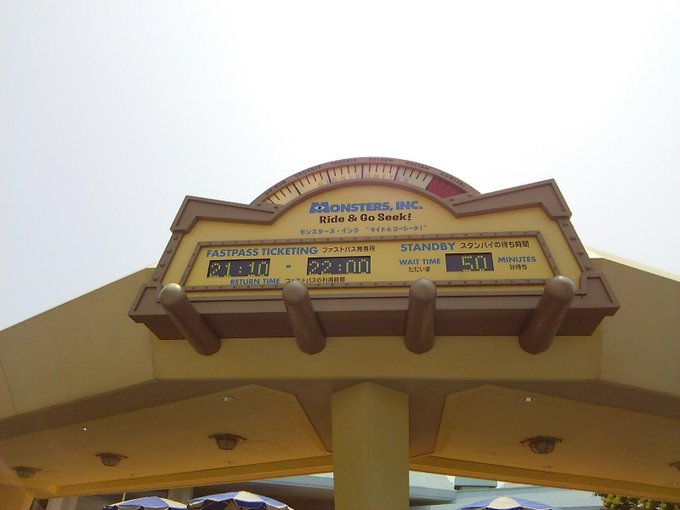 MONSTERS, INC.
Ride & Go Seek!
モンスターズ・インク "ライド&ゴーシーク!"
FASTPASS TICKETING ファストパス発券所
STANDBY スタンバイの待ち時間
21:10 - 22:00
WAIT TIME 50 MINUTES
ただいま 分待ち
RETURN TIME ファストパスの利用時間